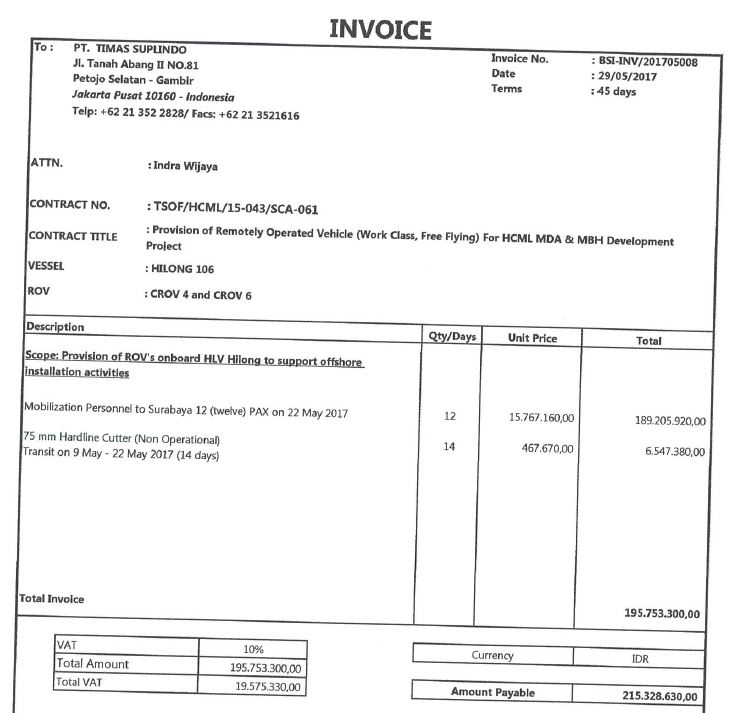 INVOICE
To : PT. TIMAS SUPLINDO
Jl. Tanah Abang II NO.81
Petojo Selatan - Gambir
Jakarta Pusat 10160 - Indonesia
Telp: +62 21 352 2828/ Facs: +62 21 3521616
Invoice No. : BSI-INV/201705008
Date : 29/05/2017
Terms : 45 days
ATTN. : Indra Wijaya
CONTRACT NO. : TSOF/HCML/15-043/SCA-061
CONTRACT TITLE : Provision of Remotely Operated Vehicle (Work Class, Free Flying) For HCML MDA & MBH Development
Project
VESSEL : HILONG 106
ROV : CROV 4 and CROV 6
Description Qty/Days Unit Price Total
Scope: Provision of ROV's onboard HLV Hilong to support offshore
installation activities
Mobilization Personnel to Surabaya 12 (twelve) PAX on 22 May 2017 12 15.767.160,00 189.205.920,00
75 mm Hardline Cutter (Non Operational)
Transit on 9 May - 22 May 2017 (14 days) 14 467.670,00 6.547.380,00
Total Invoice 195.753.300,00
VAT 10%
Total Amount 195.753.300,00
Total VAT 19.575.330,00
Currency IDR
Amount Payable 215.328.630,00